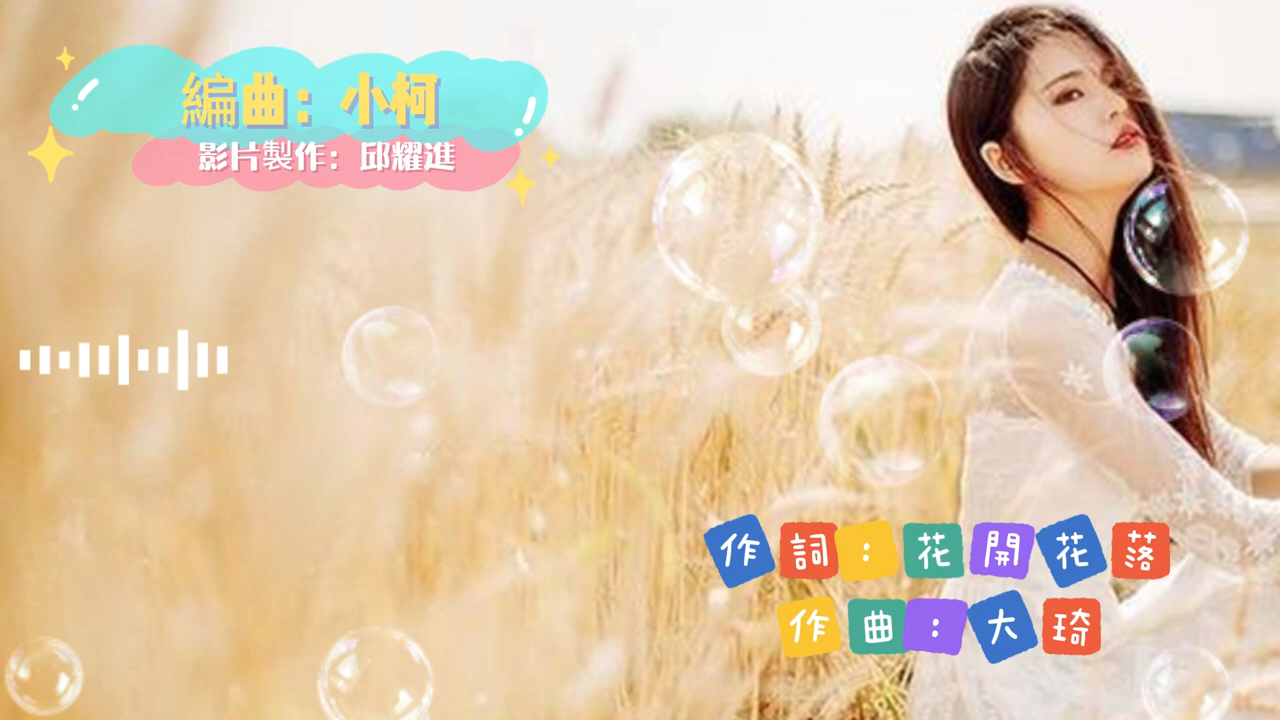 編曲：小柯
影片製作：邱耀進
作詞：花開花落
作曲：大琦